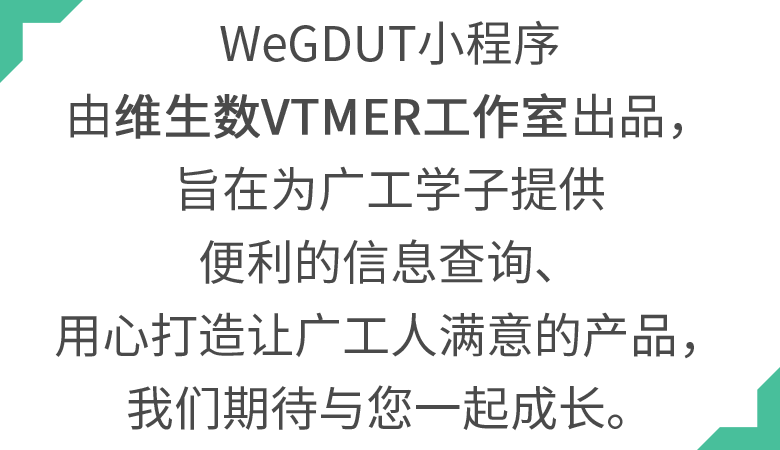 WeGDUT小程序
由维生数VTMER工作室出品，
旨在为广工学子提供
便利的信息查询、
用心打造让广工人满意的产品，
我们期待与您一起成长。